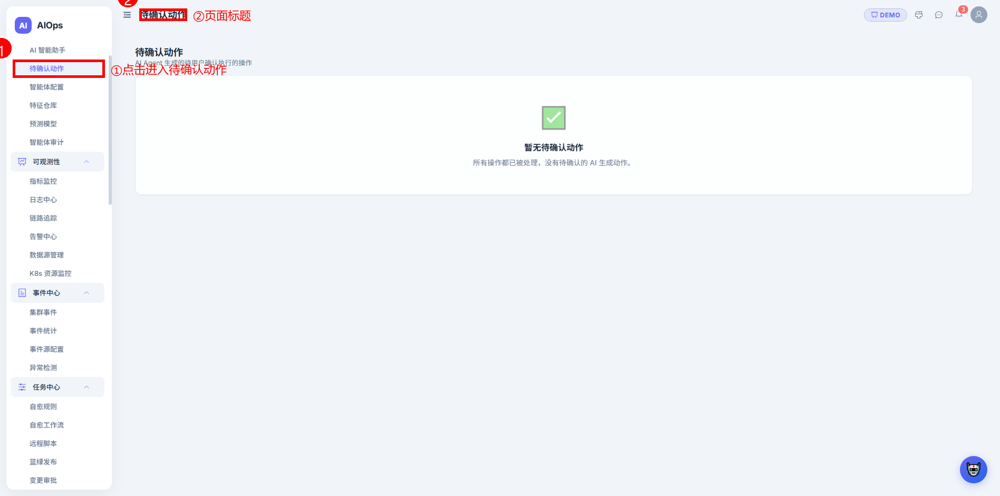 AI
AIOps
AI 智能助手
1
待确认动作
智能体配置
特征仓库
预测模型
智能体审计
可观测性
指标监控
日志中心
链路追踪
告警中心
数据源管理
K8s 资源监控
事件中心
集群事件
事件统计
事件源配置
异常检测
任务中心
自愈规则
自愈工作流
远程脚本
蓝绿发布
变更审批
2
待确认动作
②页面标题
DEMO
3
待确认动作
AI Agent 生成的待用户确认执行的操作
①点击进入待确认动作
暂无待确认动作
所有操作都已被处理，没有待确认的 AI 生成动作。